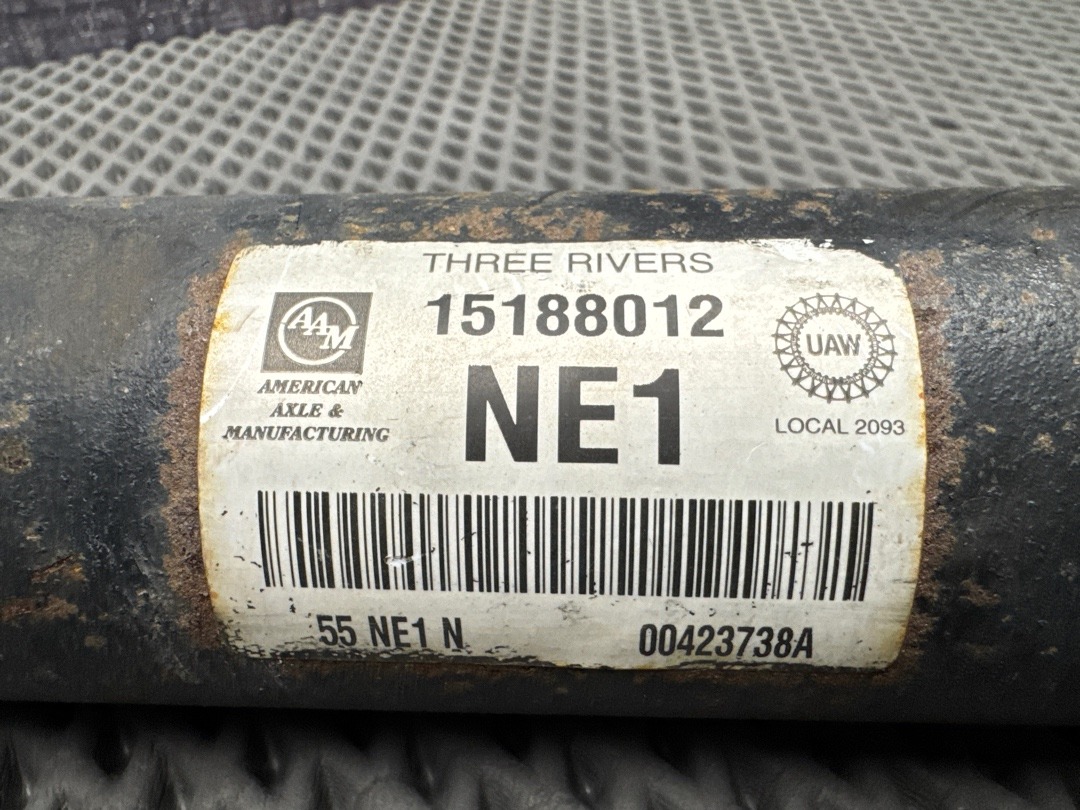 THREE RIVERS
15188012
NE1
AAM
AMERICAN
AXLE &
MANUFACTURING
UAW
LOCAL 2093
55 NE1 N
00423738A